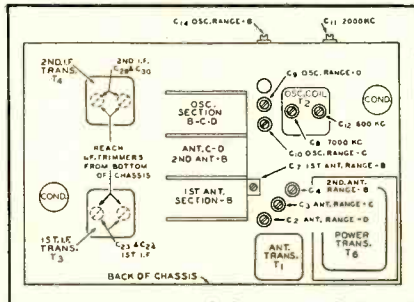 C14 OSC. RANGE-B
C11 2000 KC
2ND. I.F. TRANS. T4
2ND I.F. C28 & C30
OSC. SECTION B-C-D
C9 OSC. RANGE-D
OSC. COIL T2
COND.
C12 600 KC
ANT. C-D
2ND ANT-B
C8 7000 KC
C10 OSC. RANGE-C
C7 1ST ANT. RANGE-B
REACH
I.F. TRIMMERS
FROM BOTTOM
OF CHASSIS
2ND. ANT.
C4 RANGE-B
COND.
1ST ANT.
SECTION-B
C3 ANT. RANGE-C
C2 ANT. RANGE-D
1ST. I.F.
TRANS.
T3
1ST I.F.
ANT.
TRANS.
T1
POWER
TRANS.
T6
BACK OF CHASSIS